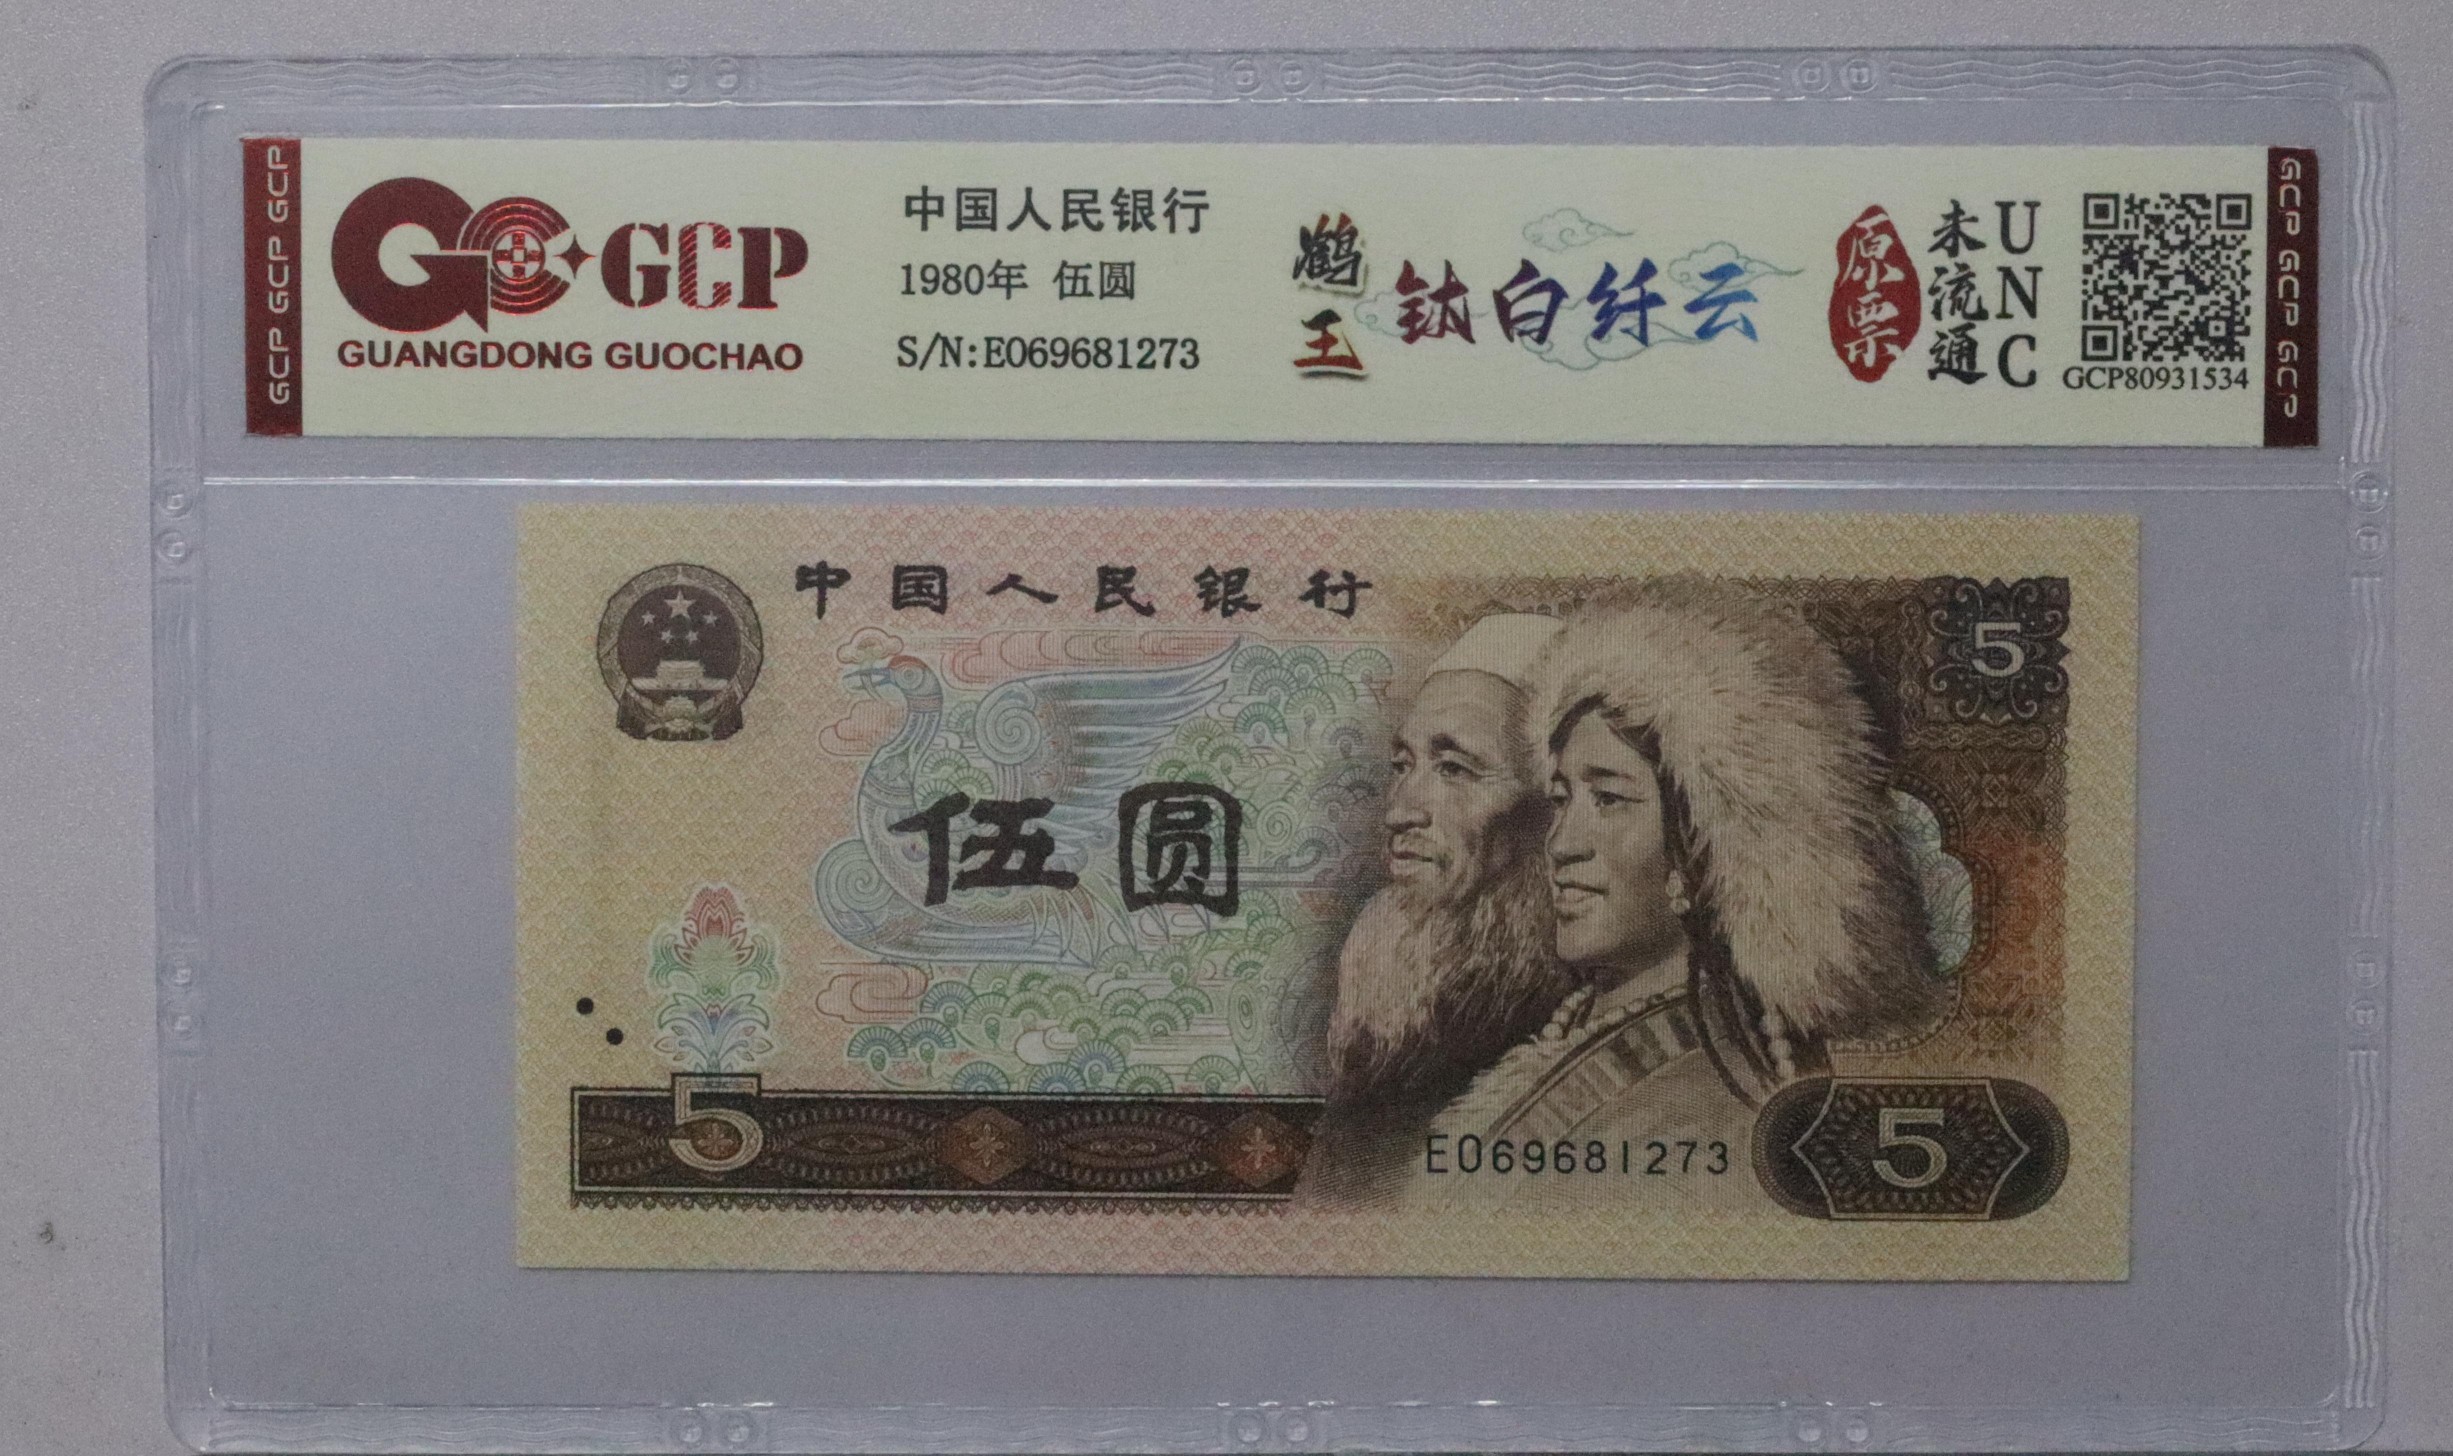 GCP GCP GCP
GCP
GUANGDONG GUOCHAO
中国人民银行
1980年 伍圆
S/N:E069681273
鹤王
钛白纤云
原票
未流通
UNC
GCP80931534
GCP GCP GCP
中国人民银行
5
伍圆
5
EO69681273
5